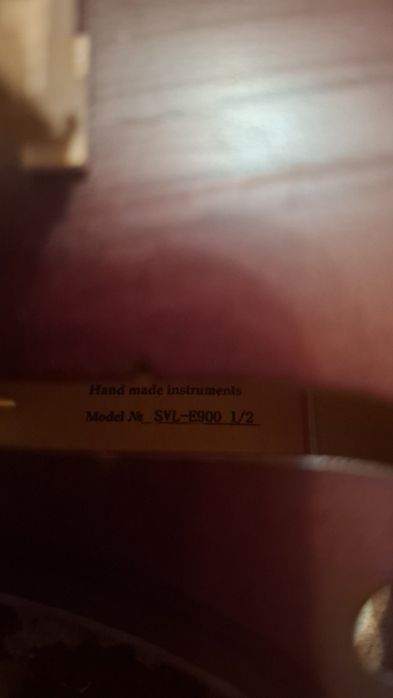 Hand made instruments
Model № SVL-E900 1/2